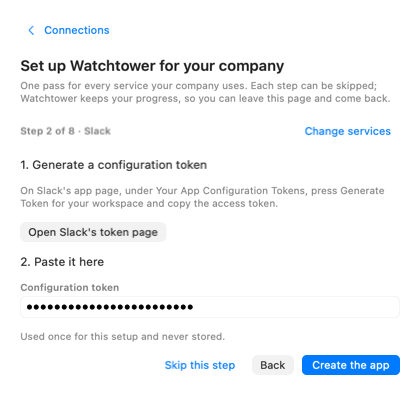 Connections
Set up Watchtower for your company
One pass for every service your company uses. Each step can be skipped;
Watchtower keeps your progress, so you can leave this page and come back.
Step 2 of 8 · Slack
Change services
1. Generate a configuration token
On Slack's app page, under Your App Configuration Tokens, press Generate
Token for your workspace and copy the access token.
Open Slack's token page
2. Paste it here
Configuration token
Used once for this setup and never stored.
Skip this step
Back
Create the app